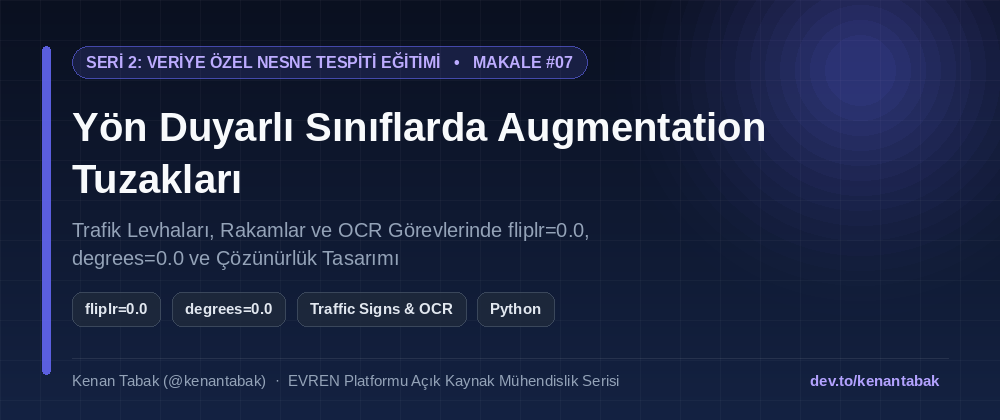 SERİ 2: VERİYE ÖZEL NESNE TESPİTİ EĞİTİMİ • MAKALE #07
Yön Duyarlı Sınıflarda Augmentation
Tuzakları
Trafik Levhaları, Rakamlar ve OCR Görevlerinde fliplr=0.0,
degrees=0.0 ve Çözünürlük Tasarımı
fliplr=0.0 degrees=0.0 Traffic Signs & OCR Python
Kenan Tabak (@kenantabak) · EVREN Platformu Açık Kaynak Mühendislik Serisi dev.to/kenantabak